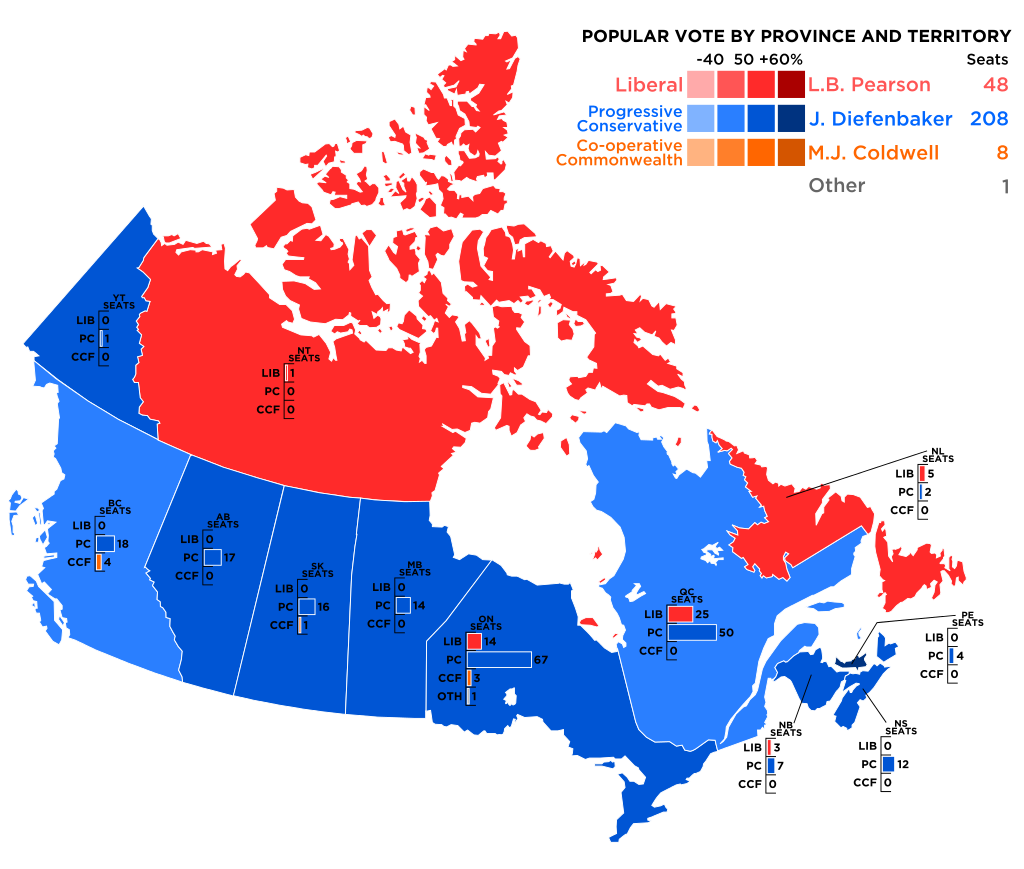 POPULAR VOTE BY PROVINCE AND TERRITORY
-40 50 +60% Seats
Liberal L.B. Pearson 48
Progressive
Conservative J. Diefenbaker 208
Co-operative
Commonwealth M.J. Coldwell 8
Other 1
YT
SEATS
LIB 0
PC 1
CCF 0
NT
SEATS
LIB 1
PC 0
CCF 0
NL
SEATS
LIB 5
PC 2
CCF 0
BC
SEATS
LIB 0
PC 18
CCF 4
AB
SEATS
LIB 0
PC 17
CCF 0
SK
SEATS
LIB 0
PC 16
CCF 1
MB
SEATS
LIB 0
PC 14
CCF 0
ON
SEATS
LIB 14
PC 67
CCF 3
OTH 1
QC
SEATS
LIB 25
PC 50
CCF 0
PE
SEATS
LIB 0
PC 4
CCF 0
NB
SEATS
LIB 3
PC 7
CCF 0
NS
SEATS
LIB 0
PC 12
CCF 0